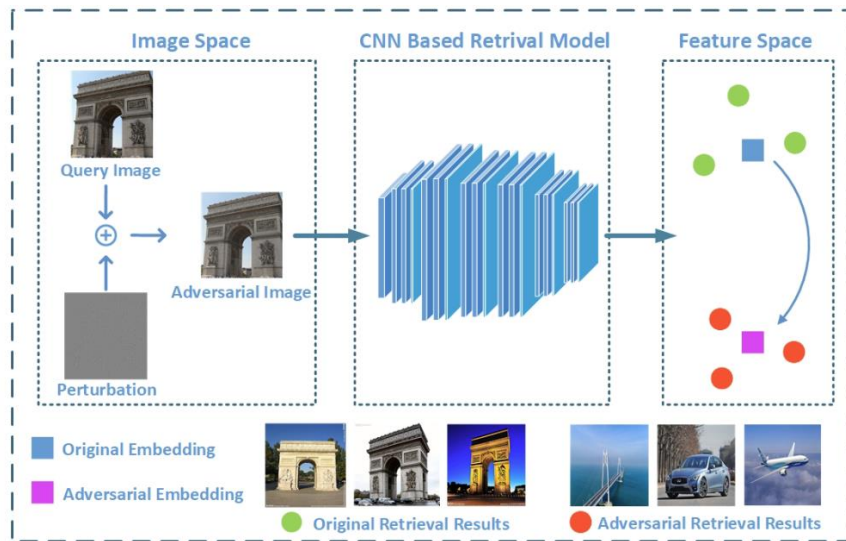 Image Space
CNN Based Retrival Model
Feature Space
Query Image
Adversarial Image
Perturbation
Original Embedding
Adversarial Embedding
Original Retrieval Results
Adversarial Retrieval Results